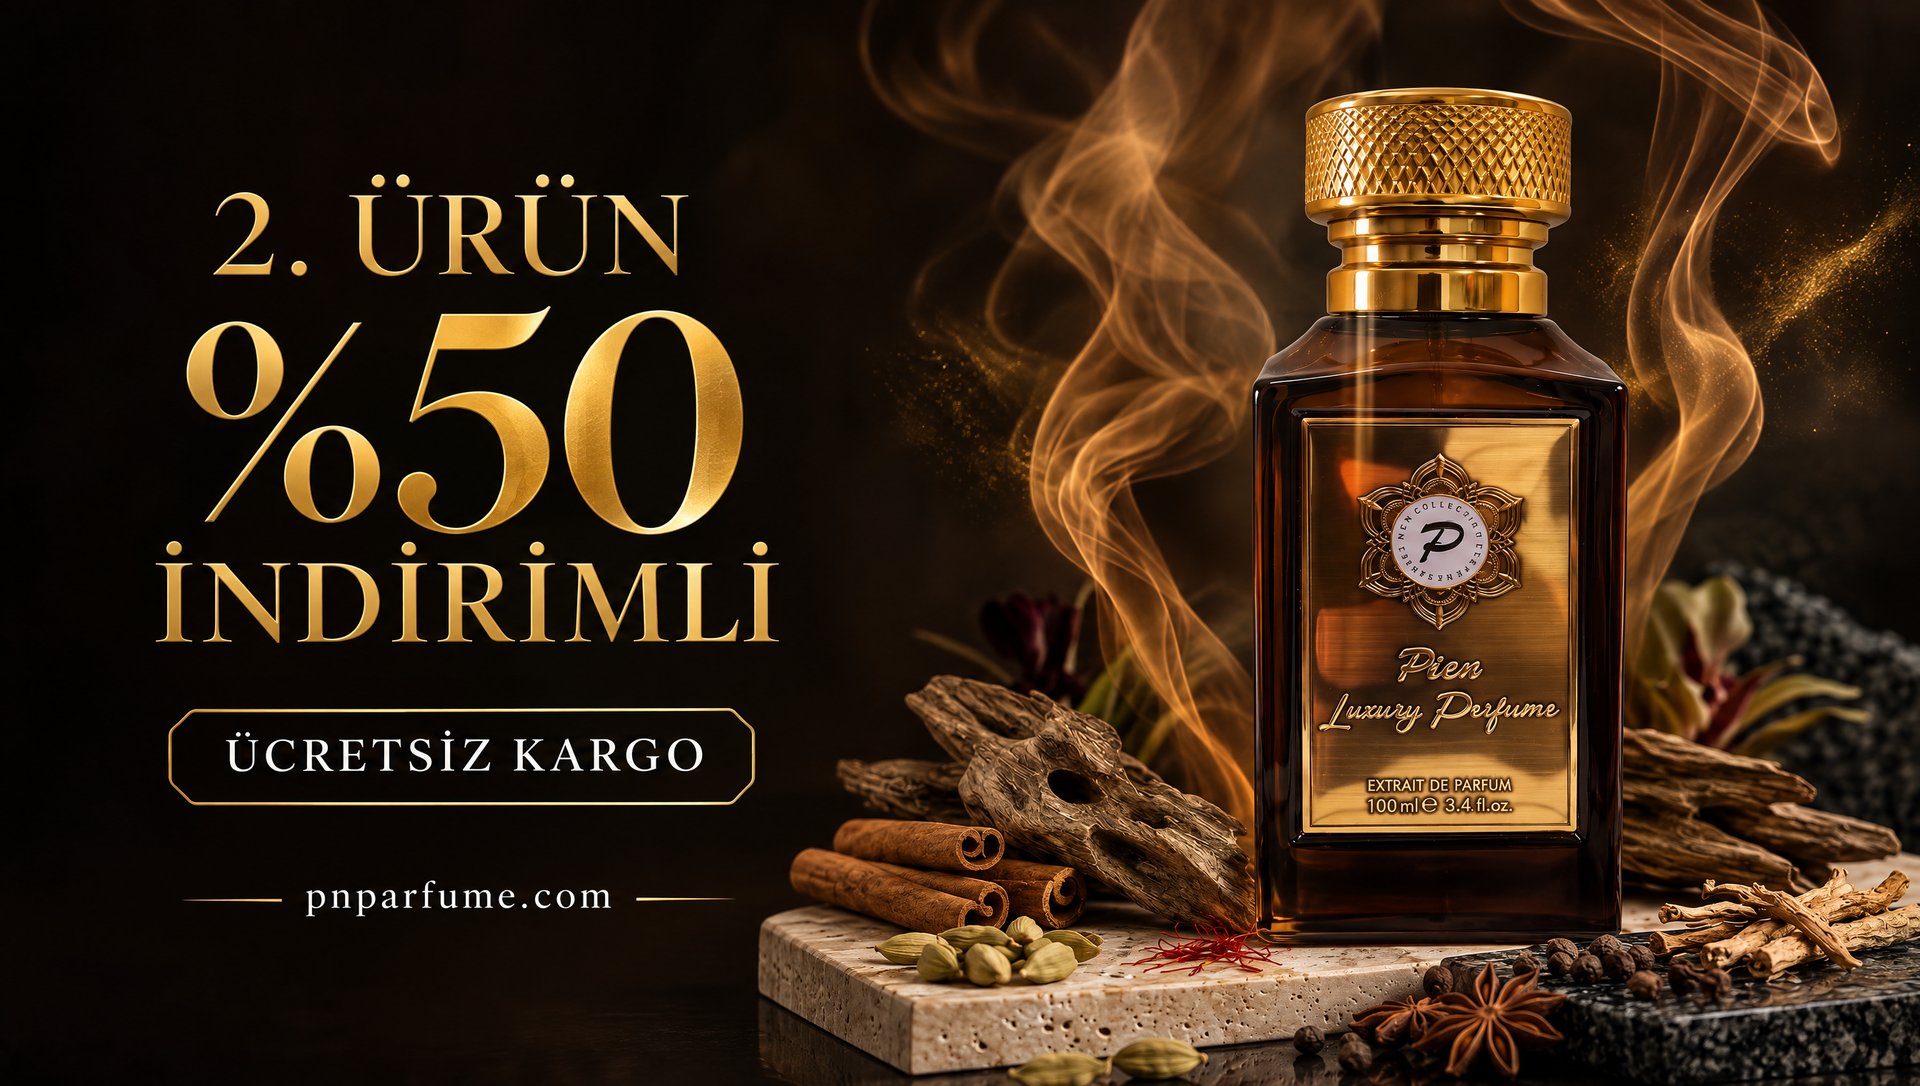 2. ÜRÜN
%50
İNDİRİMLİ
ÜCRETSİZ KARGO
pnparfume.com
P
Pien
Luxury Perfume
EXTRAIT DE PARFUM
100 ml e 3.4 fl.oz.